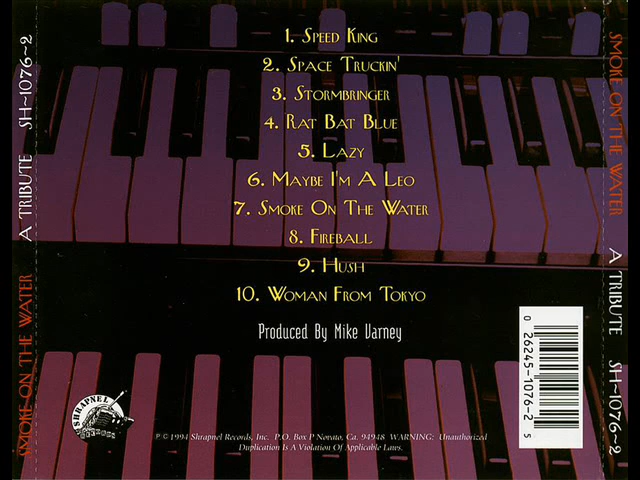 SMOKE ON THE WATER A TRIBUTE SH~1076~2
1. Speed King
2. Space Truckin'
3. Stormbringer
4. Rat Bat Blue
5. Lazy
6. Maybe I'm A Leo
7. Smoke On The Water
8. Fireball
9. Hush
10. Woman From Tokyo
Produced By Mike Varney
SHRAPNEL
RECORDS
P © 1994 Shrapnel Records, Inc. P.O. Box P Novato, Ca. 94948 WARNING: Unauthorized
Duplication Is A Violation Of Applicable Laws.
0 26245-1076-2 5
SMOKE ON THE WATER A TRIBUTE SH~1076~2